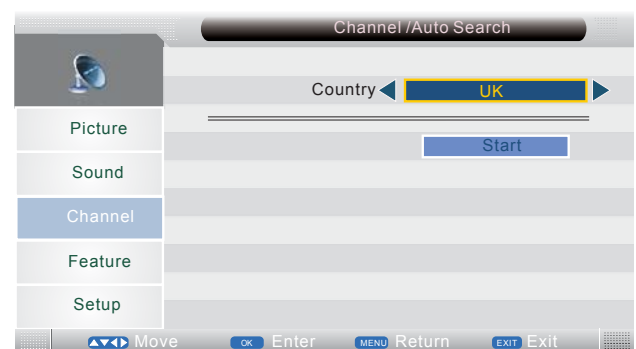 Channel /Auto Search
Country UK
Start
Picture
Sound
Channel
Feature
Setup
Move OK Enter MENU Return EXIT Exit